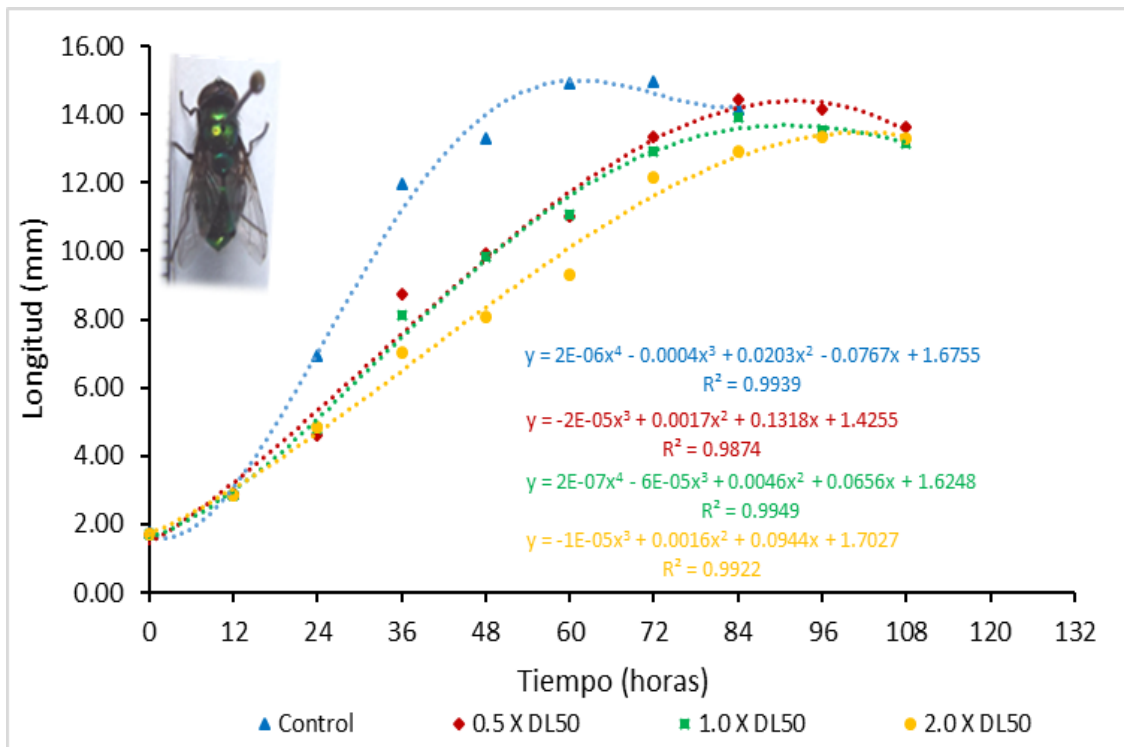 16.00
14.00
12.00
10.00
8.00
6.00
4.00
2.00
0.00
Longitud (mm)
y = 2E-06x⁴ - 0.0004x³ + 0.0203x² - 0.0767x + 1.6755
R² = 0.9939
y = -2E-05x³ + 0.0017x² + 0.1318x + 1.4255
R² = 0.9874
y = 2E-07x⁴ - 6E-05x³ + 0.0046x² + 0.0656x + 1.6248
R² = 0.9949
y = -1E-05x³ + 0.0016x² + 0.0944x + 1.7027
R² = 0.9922
0 12 24 36 48 60 72 84 96 108 120 132
Tiempo (horas)
Control 0.5 X DL50 1.0 X DL50 2.0 X DL50